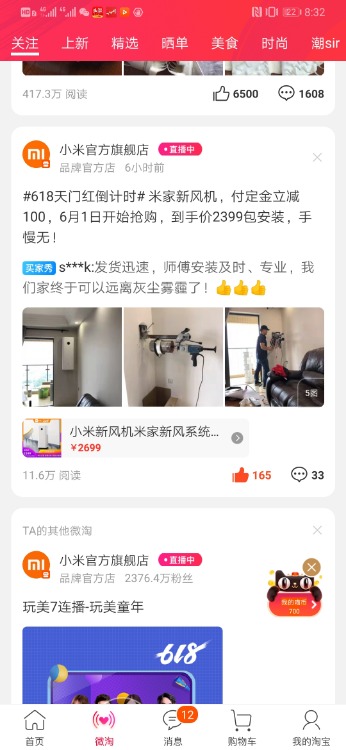 8:32
关注
上新
精选
晒单
美食
时尚
潮sir
417.3万 阅读
6500
1608
小米官方旗舰店
直播中
品牌官方店 6小时前
#618天门红倒计时# 米家新风机，付定金立减
100，6月1日开始抢购，到手价2399包安装，手
慢无！
买家秀 s***k:发货迅速，师傅安装及时、专业，我
们家终于可以远离灰尘雾霾了！👍👍👍
5图
小米新风机米家新风系统...
¥2699
11.6万 阅读
165
33
TA的其他微淘
小米官方旗舰店
直播中
品牌官方店 2376.4万粉丝
玩美7连播-玩美童年
618
我的喵币
700
首页
微淘
12
消息
购物车
我的淘宝